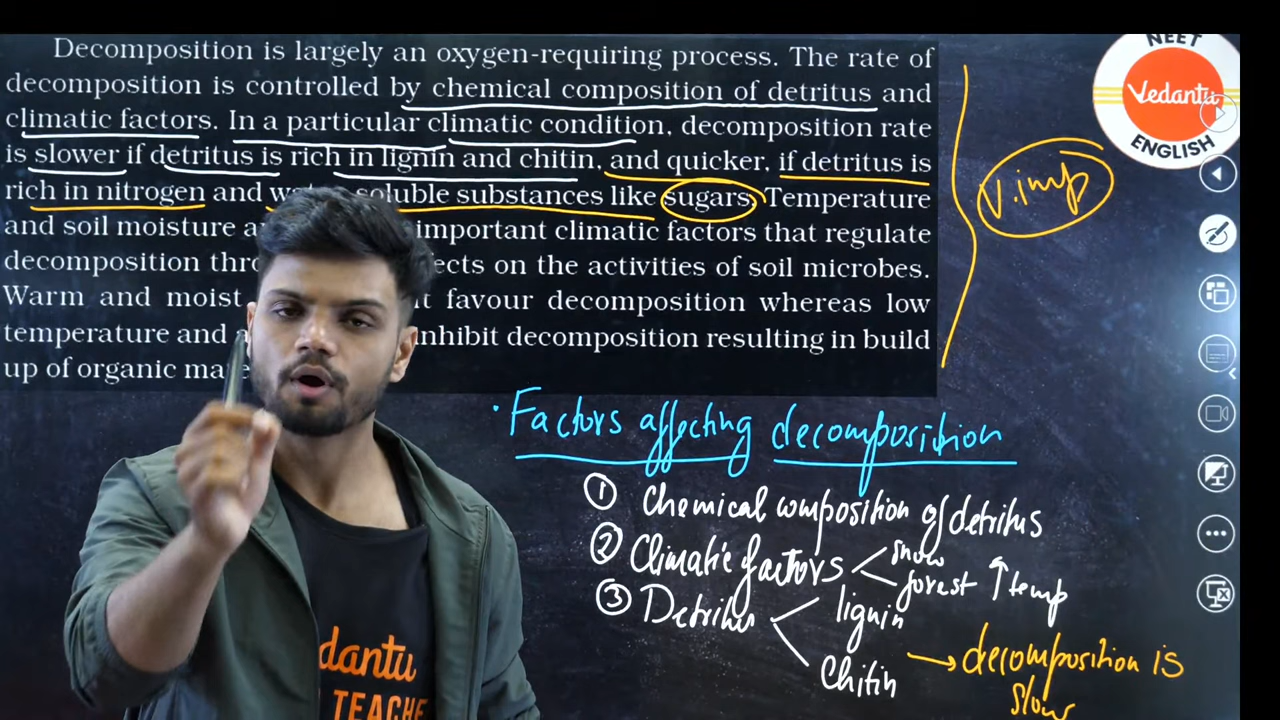 Decomposition is largely an oxygen-requiring process. The rate of
decomposition is controlled by chemical composition of detritus and
climatic factors. In a particular climatic condition, decomposition rate
is slower if detritus is rich in lignin and chitin, and quicker, if detritus is
rich in nitrogen and soluble substances like sugars. Temperature
and soil moisture important climatic factors that regulate
decomposition on the activities of soil microbes.
Warm and moist favour decomposition whereas low
temperature and inhibit decomposition resulting in build
up of organic
NEET
Vedantu
ENGLISH
V. imp
· Factors affecting decomposition
① Chemical composition of detritus
② Climatic factors < snow
forest ↑ temp
③ Detritus < lignin
Chitin → decomposition is
slow
dantu
TEACHE